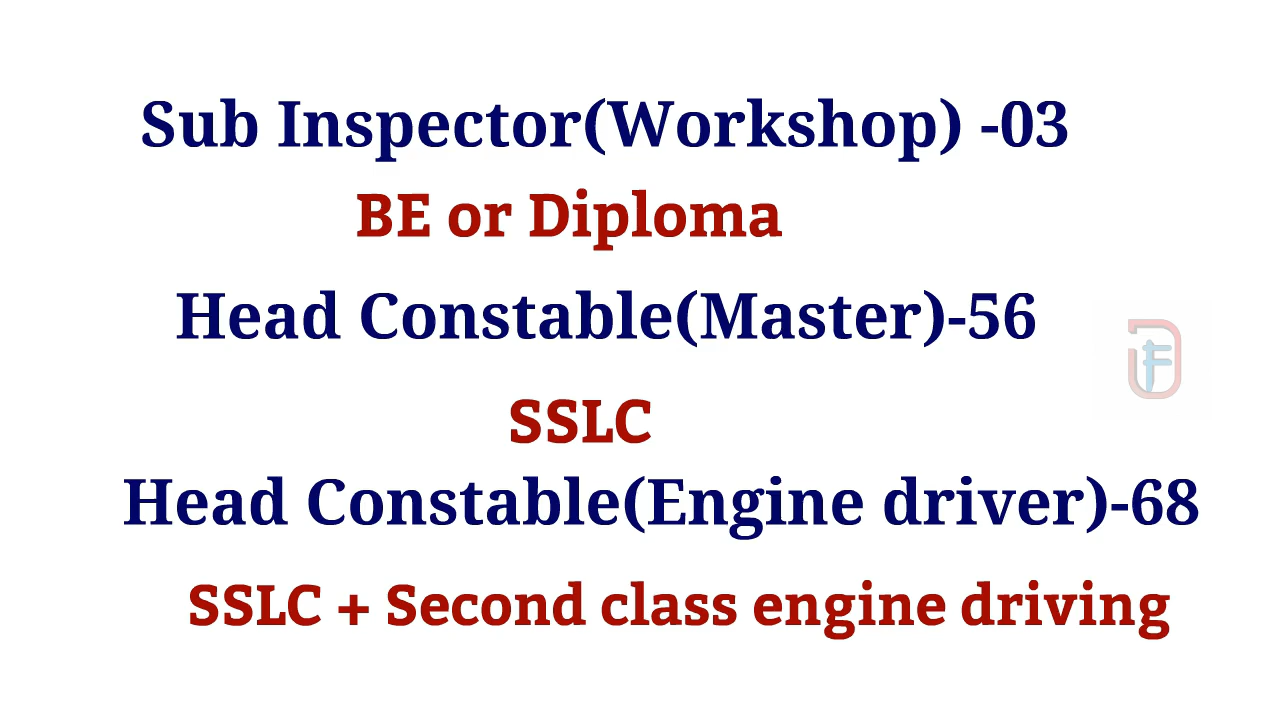 Sub Inspector(Workshop) -03
BE or Diploma
Head Constable(Master)-56
SSLC
Head Constable(Engine driver)-68
SSLC + Second class engine driving